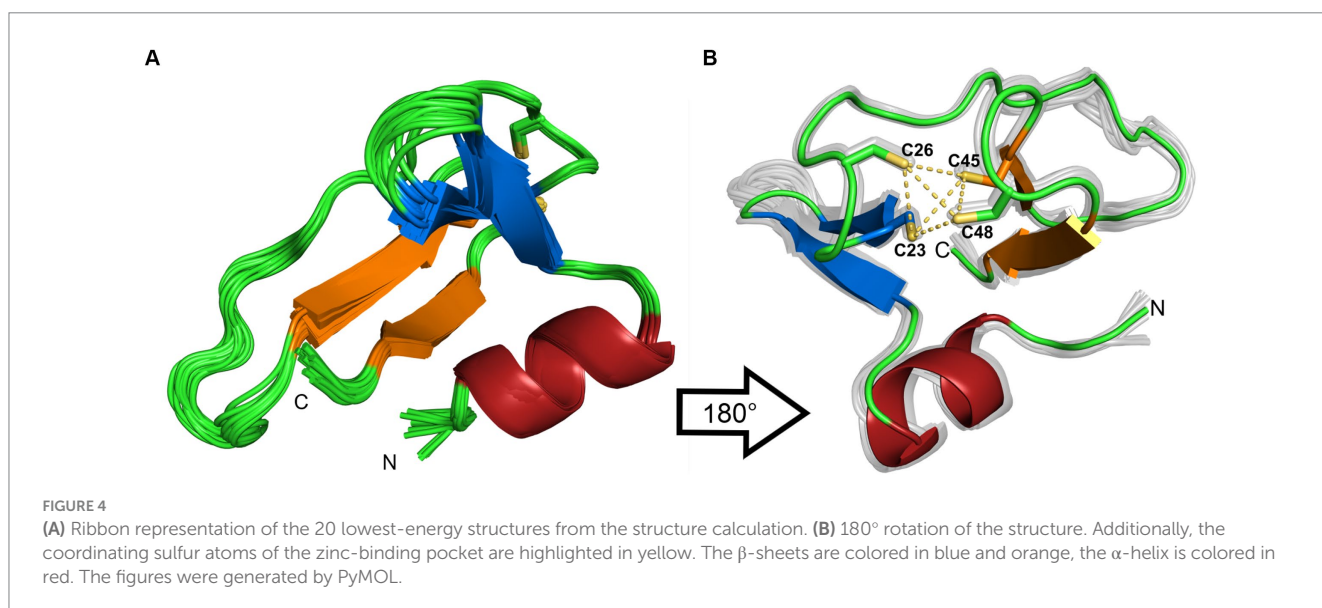 A
B
C26
C45
C23
C48
C
N
C
N
180°
FIGURE 4
(A) Ribbon representation of the 20 lowest-energy structures from the structure calculation. (B) 180° rotation of the structure. Additionally, the
coordinating sulfur atoms of the zinc-binding pocket are highlighted in yellow. The β-sheets are colored in blue and orange, the α-helix is colored in
red. The figures were generated by PyMOL.